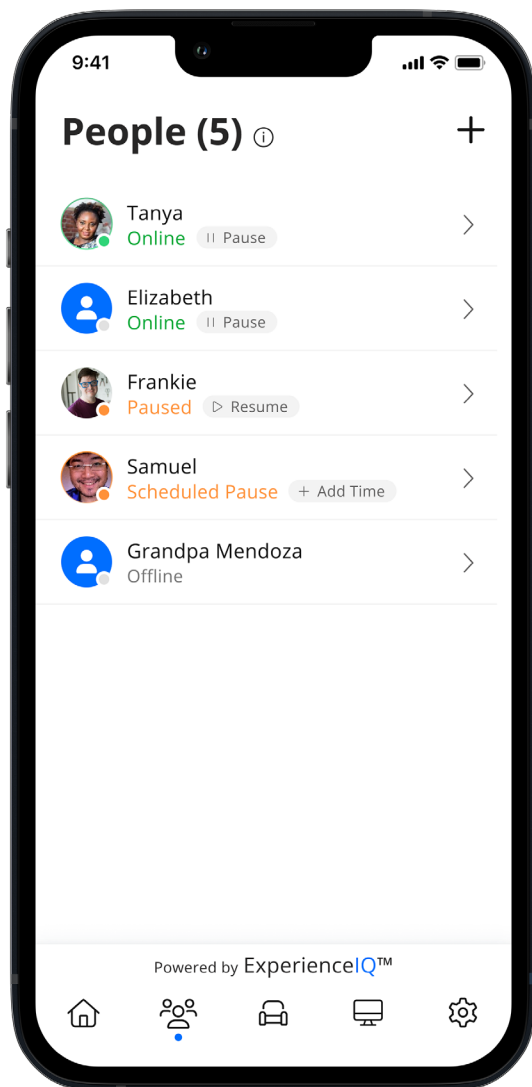 9:41
People (5)
Tanya
Online Pause
Elizabeth
Online Pause
Frankie
Paused Resume
Samuel
Scheduled Pause + Add Time
Grandpa Mendoza
Offline
Powered by ExperienceIQ™